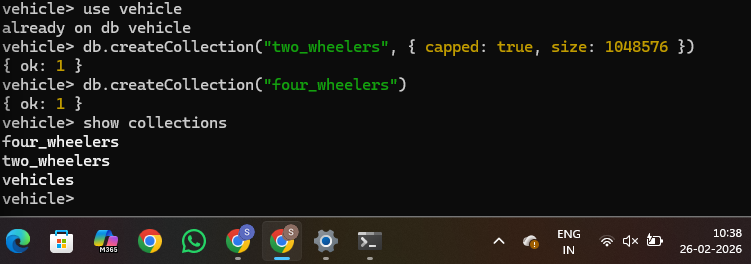 vehicle> use vehicle
already on db vehicle
vehicle> db.createCollection("two_wheelers", { capped: true, size: 1048576 })
{ ok: 1 }
vehicle> db.createCollection("four_wheelers")
{ ok: 1 }
vehicle> show collections
four_wheelers
two_wheelers
vehicles
vehicle>
M365
S
S
ENG
IN
10:38
26-02-2026